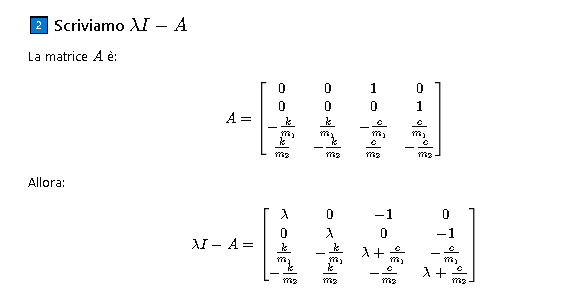 2 Scriviamo λI − A
La matrice A è:
A = [ 0 0 1 0
0 0 0 1
−k/m₁ k/m₁ −c/m₁ c/m₁
k/m₂ −k/m₂ c/m₂ −c/m₂ ]
Allora:
λI − A = [ λ 0 −1 0
0 λ 0 −1
k/m₁ −k/m₁ λ + c/m₁ −c/m₁
−k/m₂ k/m₂ −c/m₂ λ + c/m₂ ]